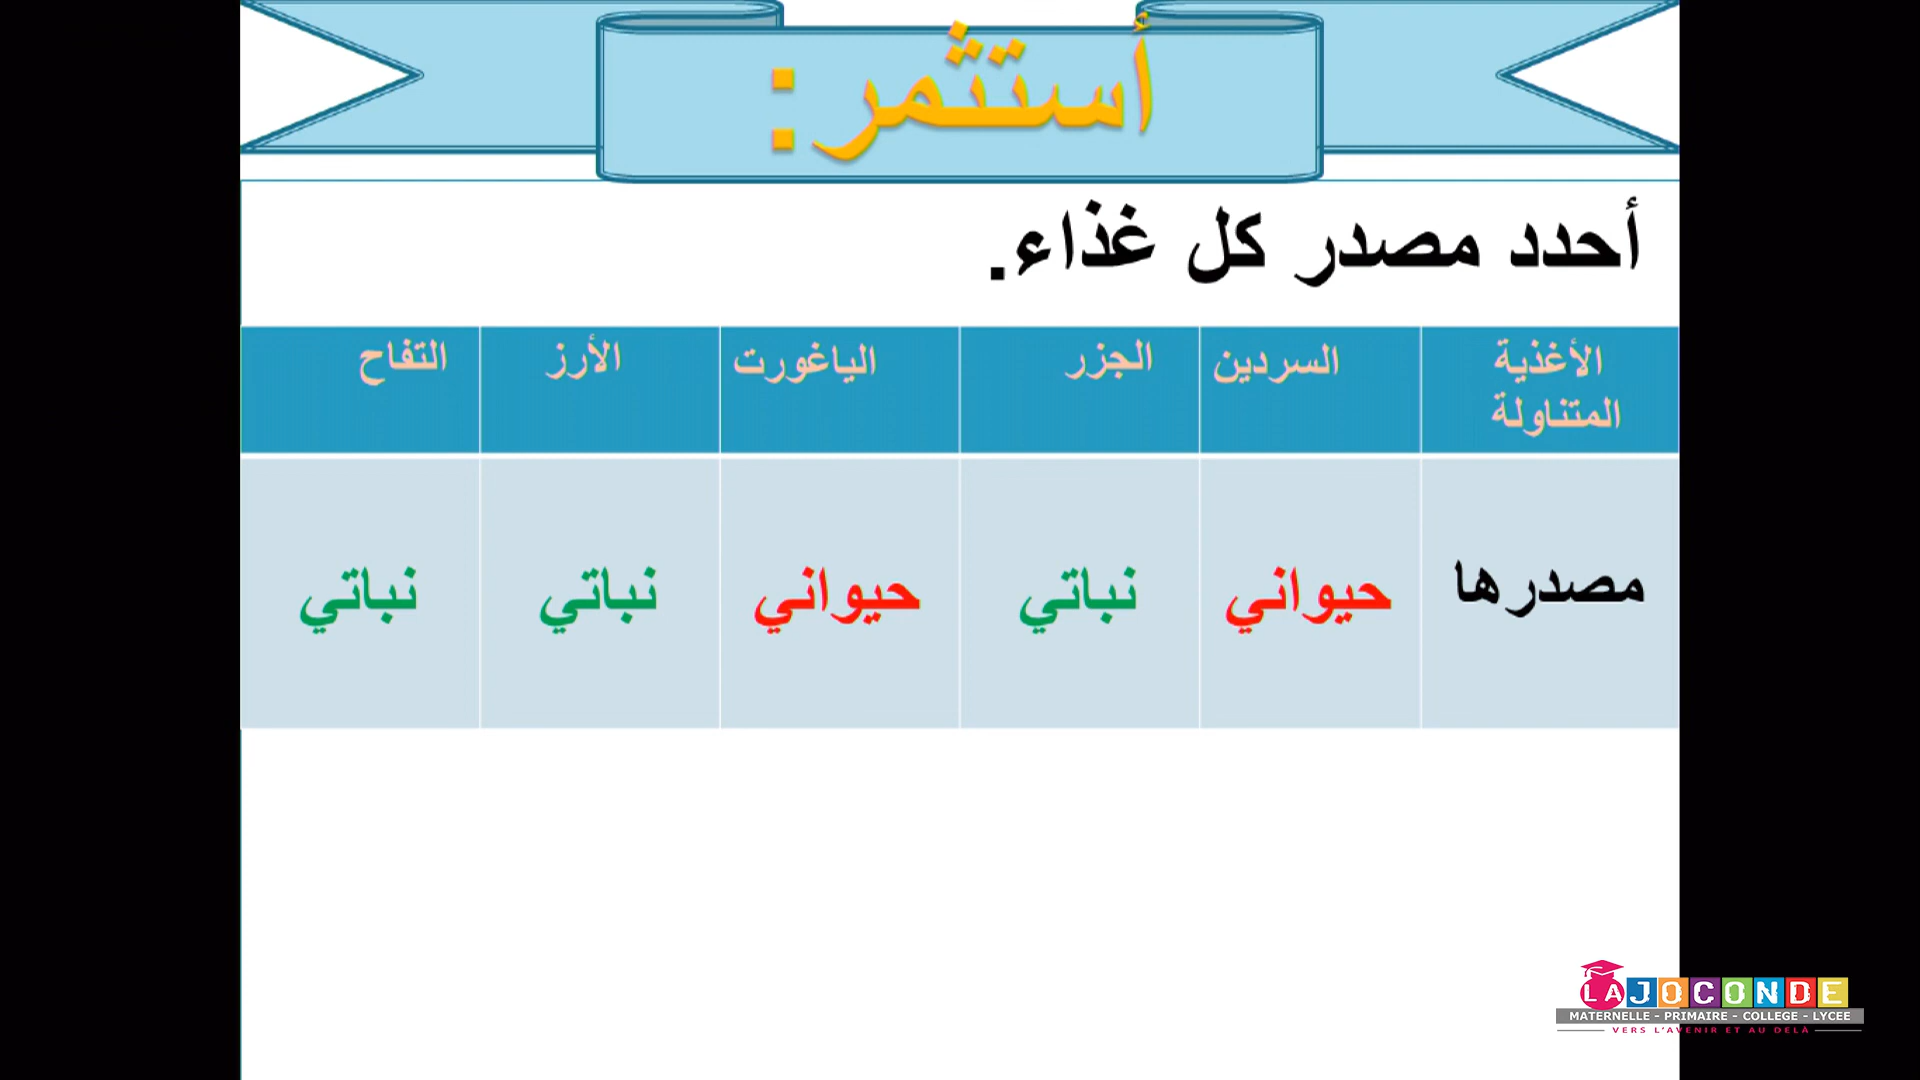 أستثمر:
أحدد مصدر كل غذاء.
الأغذية المتناولة السردين الجزر الياغورت الأرز التفاح
مصدرها حيواني نباتي حيواني نباتي نباتي
LAJOCONDE
MATERNELLE - PRIMAIRE - COLLEGE - LYCEE
VERS L'AVENIR ET AU DELÀ